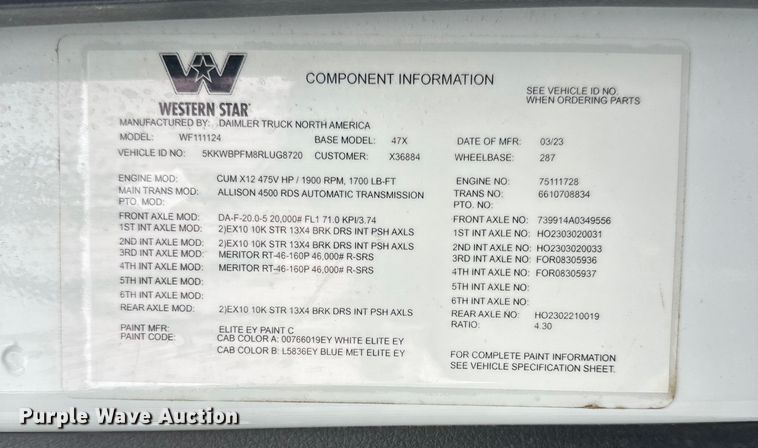 COMPONENT INFORMATION
SEE VEHICLE ID NO.
WHEN ORDERING PARTS
WESTERN STAR
MANUFACTURED BY: DAIMLER TRUCK NORTH AMERICA
MODEL: WF111124 BASE MODEL: 47X DATE OF MFR: 03/23
VEHICLE ID NO: 5KKWBPFM8RLUG8720 CUSTOMER: X36884 WHEELBASE: 287
ENGINE MOD: CUM X12 475V HP / 1900 RPM, 1700 LB-FT ENGINE NO: 75111728
MAIN TRANS MOD: ALLISON 4500 RDS AUTOMATIC TRANSMISSION TRANS NO: 6610708834
PTO. MOD: PTO. NO:
FRONT AXLE MOD: DA-F-20.0-5 20,000# FL1 71.0 KPI/3.74 FRONT AXLE NO: 739914A0349556
1ST INT AXLE MOD: 2)EX10 10K STR 13X4 BRK DRS INT PSH AXLS 1ST INT AXLE NO: HO2303020031
2ND INT AXLE MOD: 2)EX10 10K STR 13X4 BRK DRS INT PSH AXLS 2ND INT AXLE NO: HO2303020033
3RD INT AXLE MOD: MERITOR RT-46-160P 46,000# R-SRS 3RD INT AXLE NO: FOR08305936
4TH INT AXLE MOD: MERITOR RT-46-160P 46,000# R-SRS 4TH INT AXLE NO: FOR08305937
5TH INT AXLE MOD: 5TH INT AXLE NO:
6TH INT AXLE MOD: 6TH INT AXLE NO:
REAR AXLE MOD: 2)EX10 10K STR 13X4 BRK DRS INT PSH AXLS REAR AXLE NO: HO2302210019
RATIO: 4.30
PAINT MFR: ELITE EY PAINT C
PAINT CODE: CAB COLOR A: 00766019EY WHITE ELITE EY
CAB COLOR B: L5836EY BLUE MET ELITE EY
FOR COMPLETE PAINT INFORMATION
SEE VEHICLE SPECIFICATION SHEET.
Purple Wave Auction